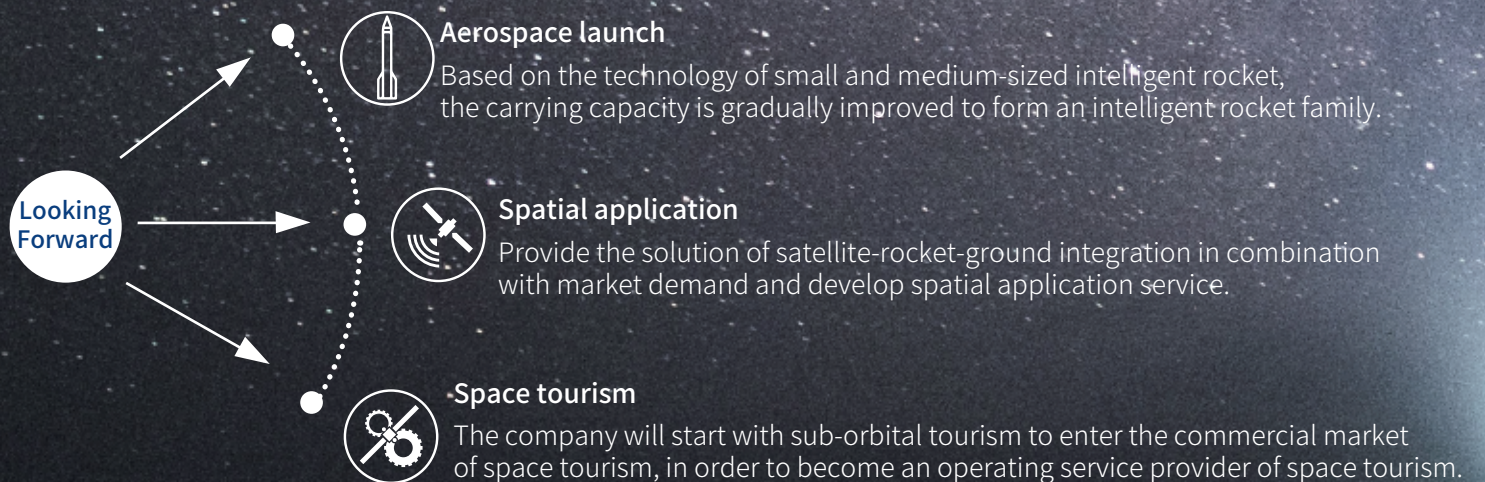 Looking
Forward
Aerospace launch
Based on the technology of small and medium-sized intelligent rocket,
the carrying capacity is gradually improved to form an intelligent rocket family.
Spatial application
Provide the solution of satellite-rocket-ground integration in combination
with market demand and develop spatial application service.
Space tourism
The company will start with sub-orbital tourism to enter the commercial market
of space tourism, in order to become an operating service provider of space tourism.